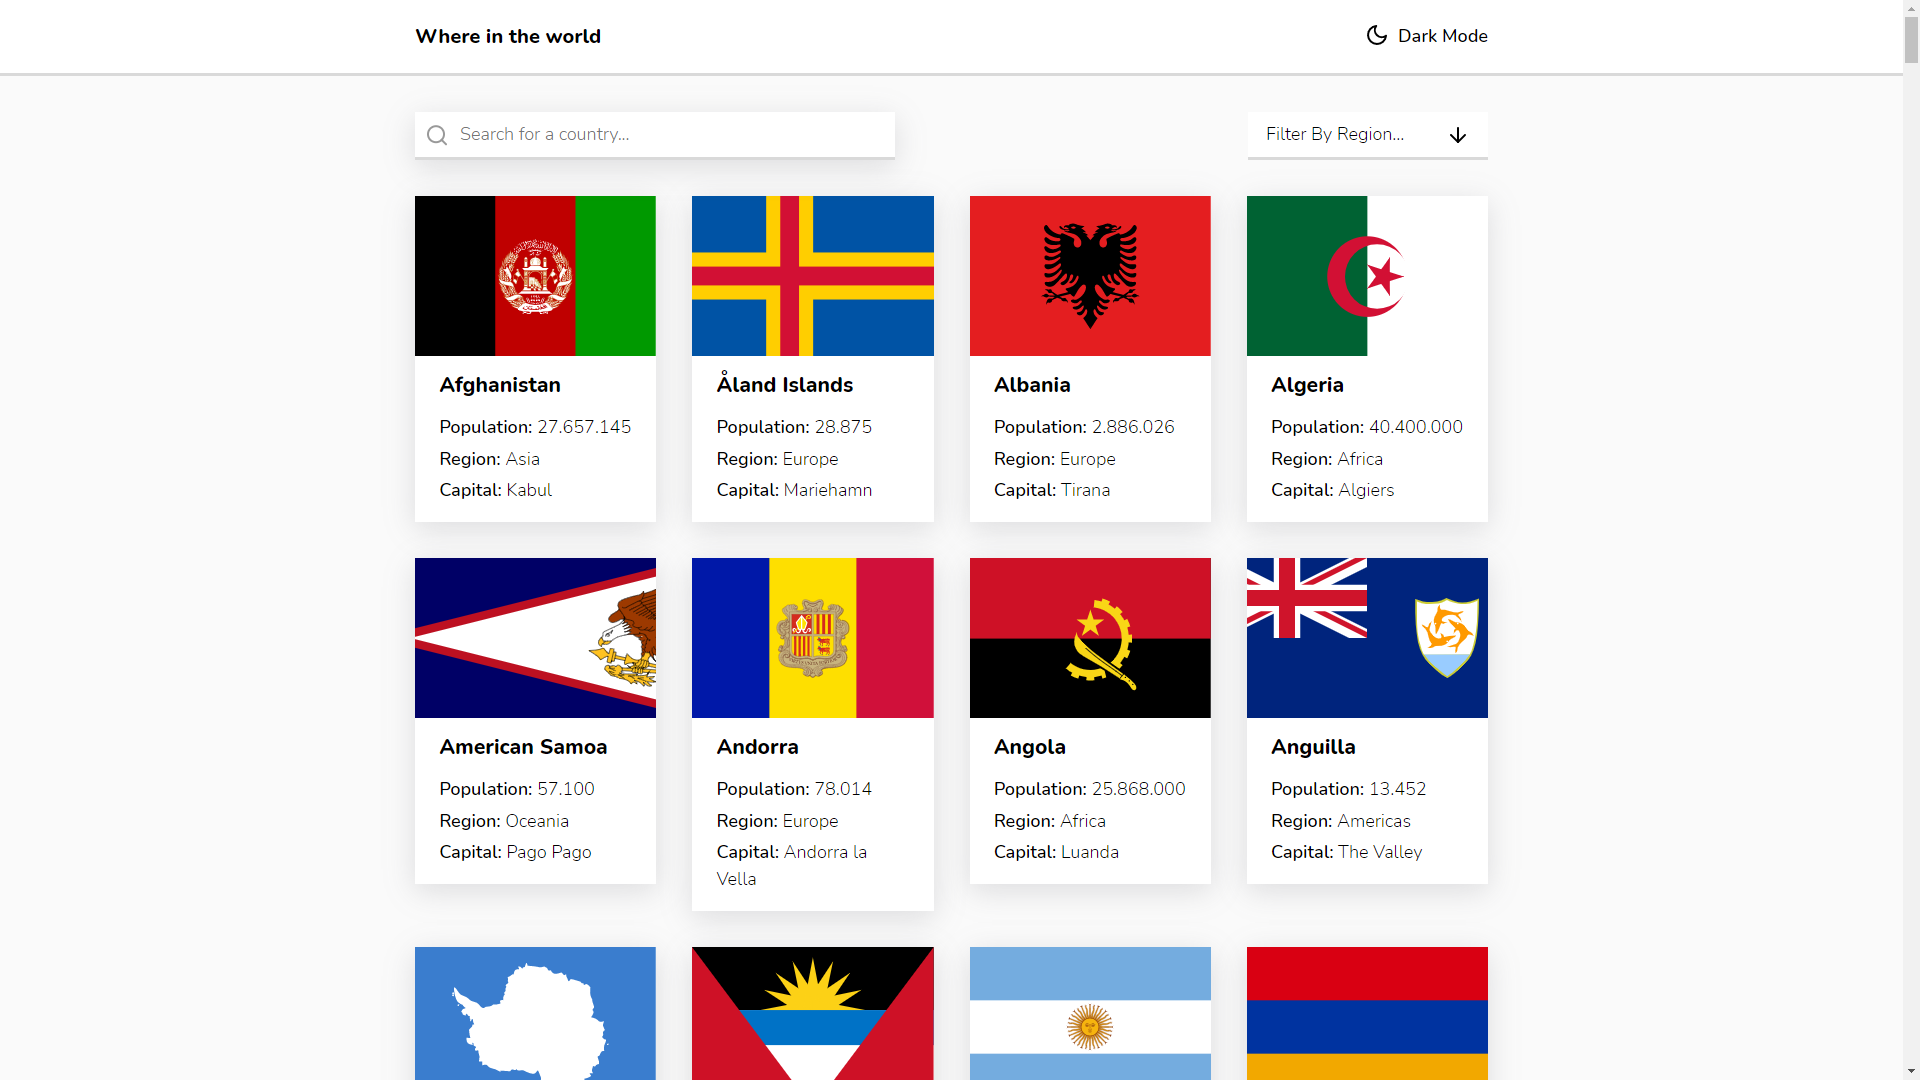 Where in the world
Dark Mode
Search for a country...
Filter By Region...
Afghanistan
Population: 27.657.145
Region: Asia
Capital: Kabul
Åland Islands
Population: 28.875
Region: Europe
Capital: Mariehamn
Albania
Population: 2.886.026
Region: Europe
Capital: Tirana
Algeria
Population: 40.400.000
Region: Africa
Capital: Algiers
American Samoa
Population: 57.100
Region: Oceania
Capital: Pago Pago
Andorra
Population: 78.014
Region: Europe
Capital: Andorra la
Vella
Angola
Population: 25.868.000
Region: Africa
Capital: Luanda
Anguilla
Population: 13.452
Region: Americas
Capital: The Valley